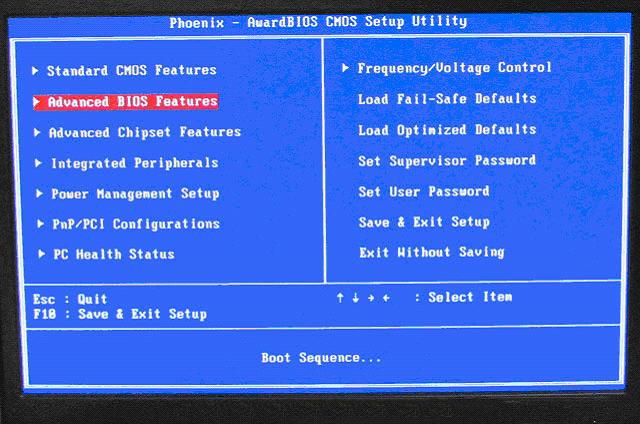 Phoenix - AwardBIOS CMOS Setup Utility
Standard CMOS Features
Advanced BIOS Features
Advanced Chipset Features
Integrated Peripherals
Power Management Setup
PnP/PCI Configurations
PC Health Status
Frequency/Voltage Control
Load Fail-Safe Defaults
Load Optimized Defaults
Set Supervisor Password
Set User Password
Save & Exit Setup
Exit Without Saving
Esc : Quit
F10 : Save & Exit Setup
↑ ↓ → ← : Select Item
Boot Sequence...